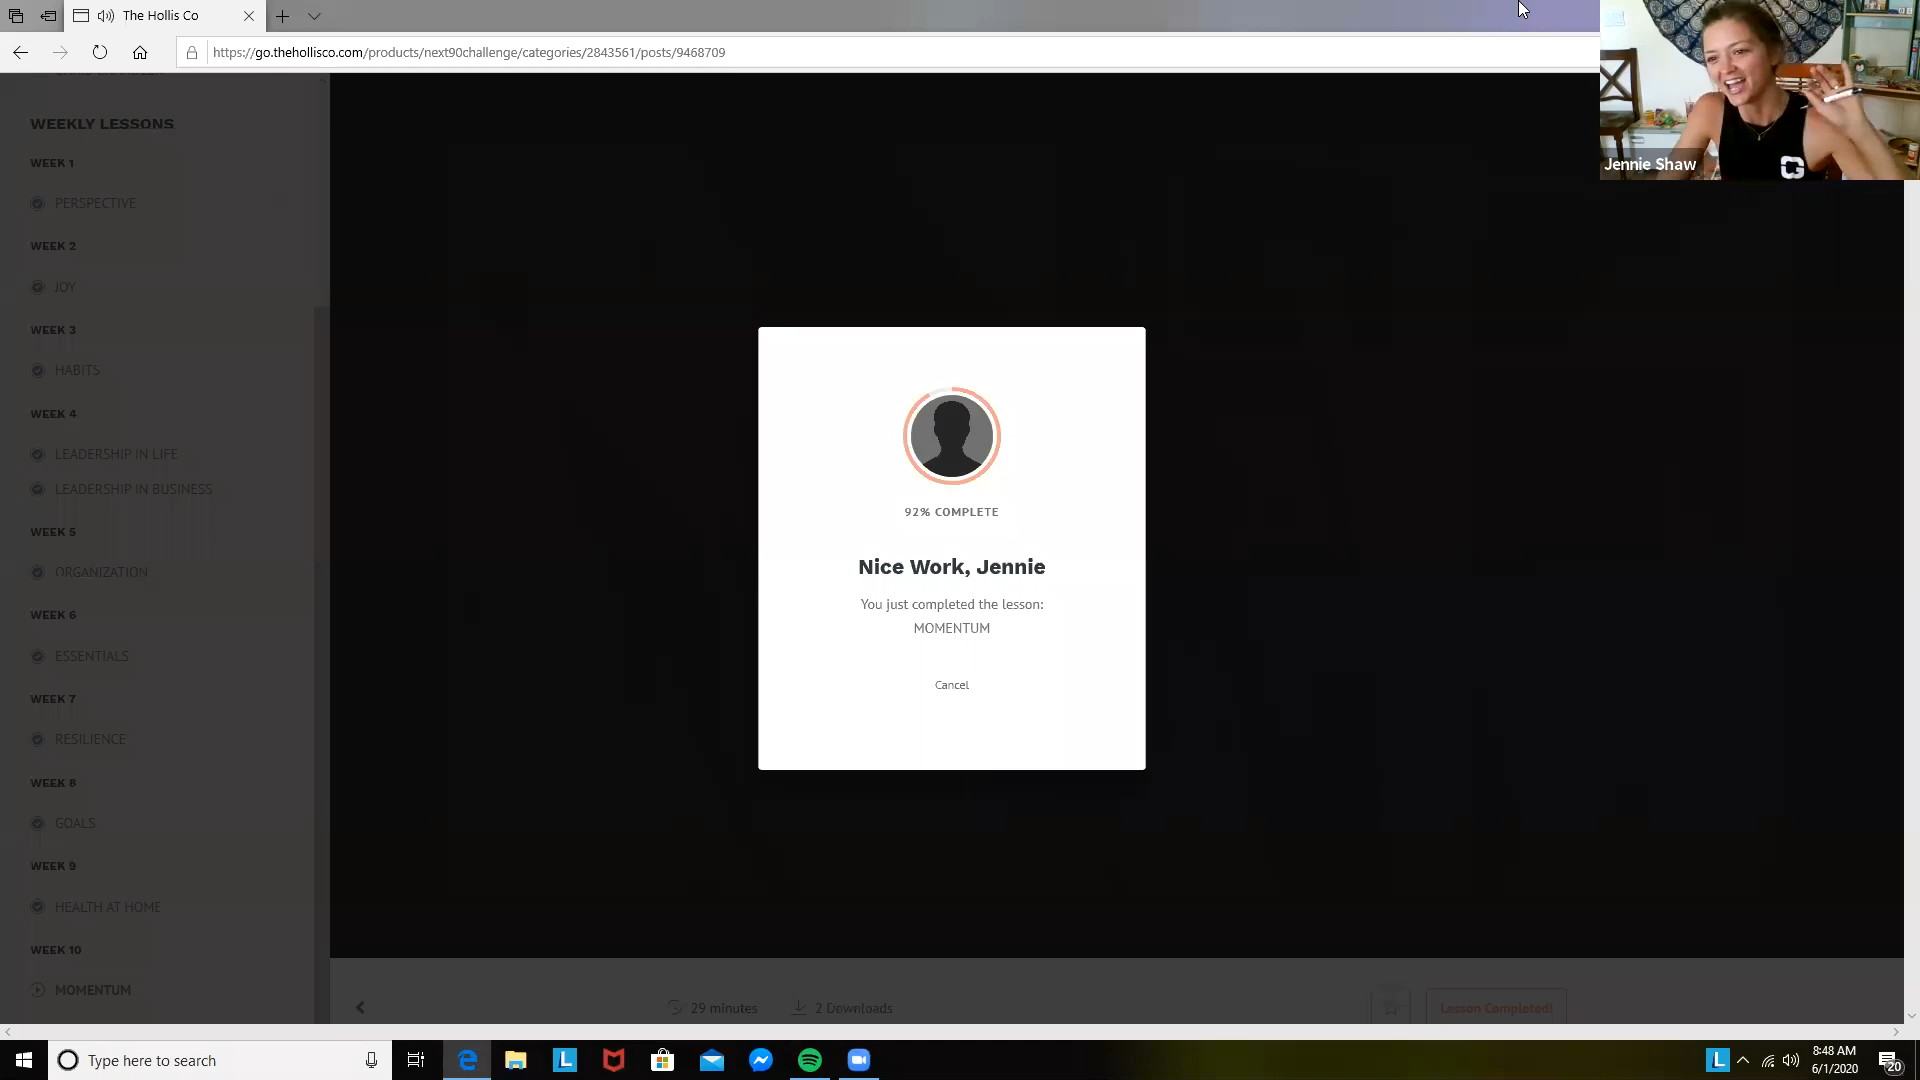 The Hollis Co
https://go.thehollisco.com/products/next90challenge/categories/2843561/posts/9468709
Jennie Shaw
WEEKLY LESSONS
WEEK 1
PERSPECTIVE
WEEK 2
JOY
WEEK 3
HABITS
WEEK 4
LEADERSHIP IN LIFE
LEADERSHIP IN BUSINESS
WEEK 5
ORGANIZATION
WEEK 6
ESSENTIALS
WEEK 7
RESILIENCE
WEEK 8
GOALS
WEEK 9
HEALTH AT HOME
WEEK 10
MOMENTUM
92% COMPLETE
Nice Work, Jennie
You just completed the lesson:
MOMENTUM
Cancel
29 minutes
2 Downloads
Lesson Completed!
Type here to search
8:48 AM
6/1/2020
20